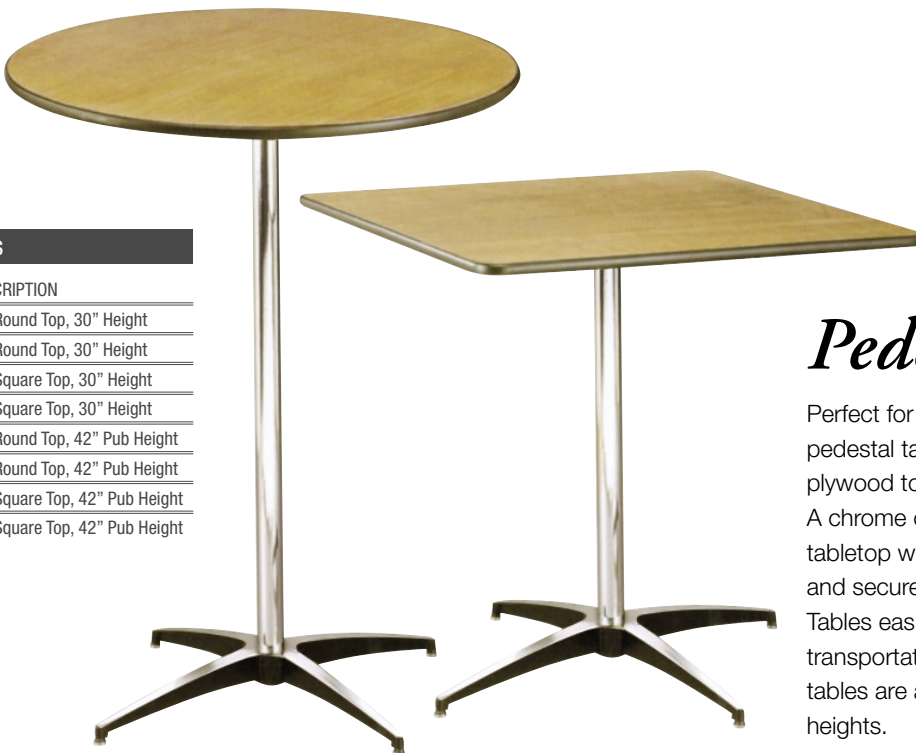 S
CRIPTION
Round Top, 30” Height
Round Top, 30” Height
Square Top, 30” Height
Square Top, 30” Height
Round Top, 42” Pub Height
Round Top, 42” Pub Height
Square Top, 42” Pub Height
Square Top, 42” Pub Height
Ped
Perfect for
pedestal ta
plywood to
A chrome c
tabletop w
and secure
Tables eas
transportat
tables are a
heights.